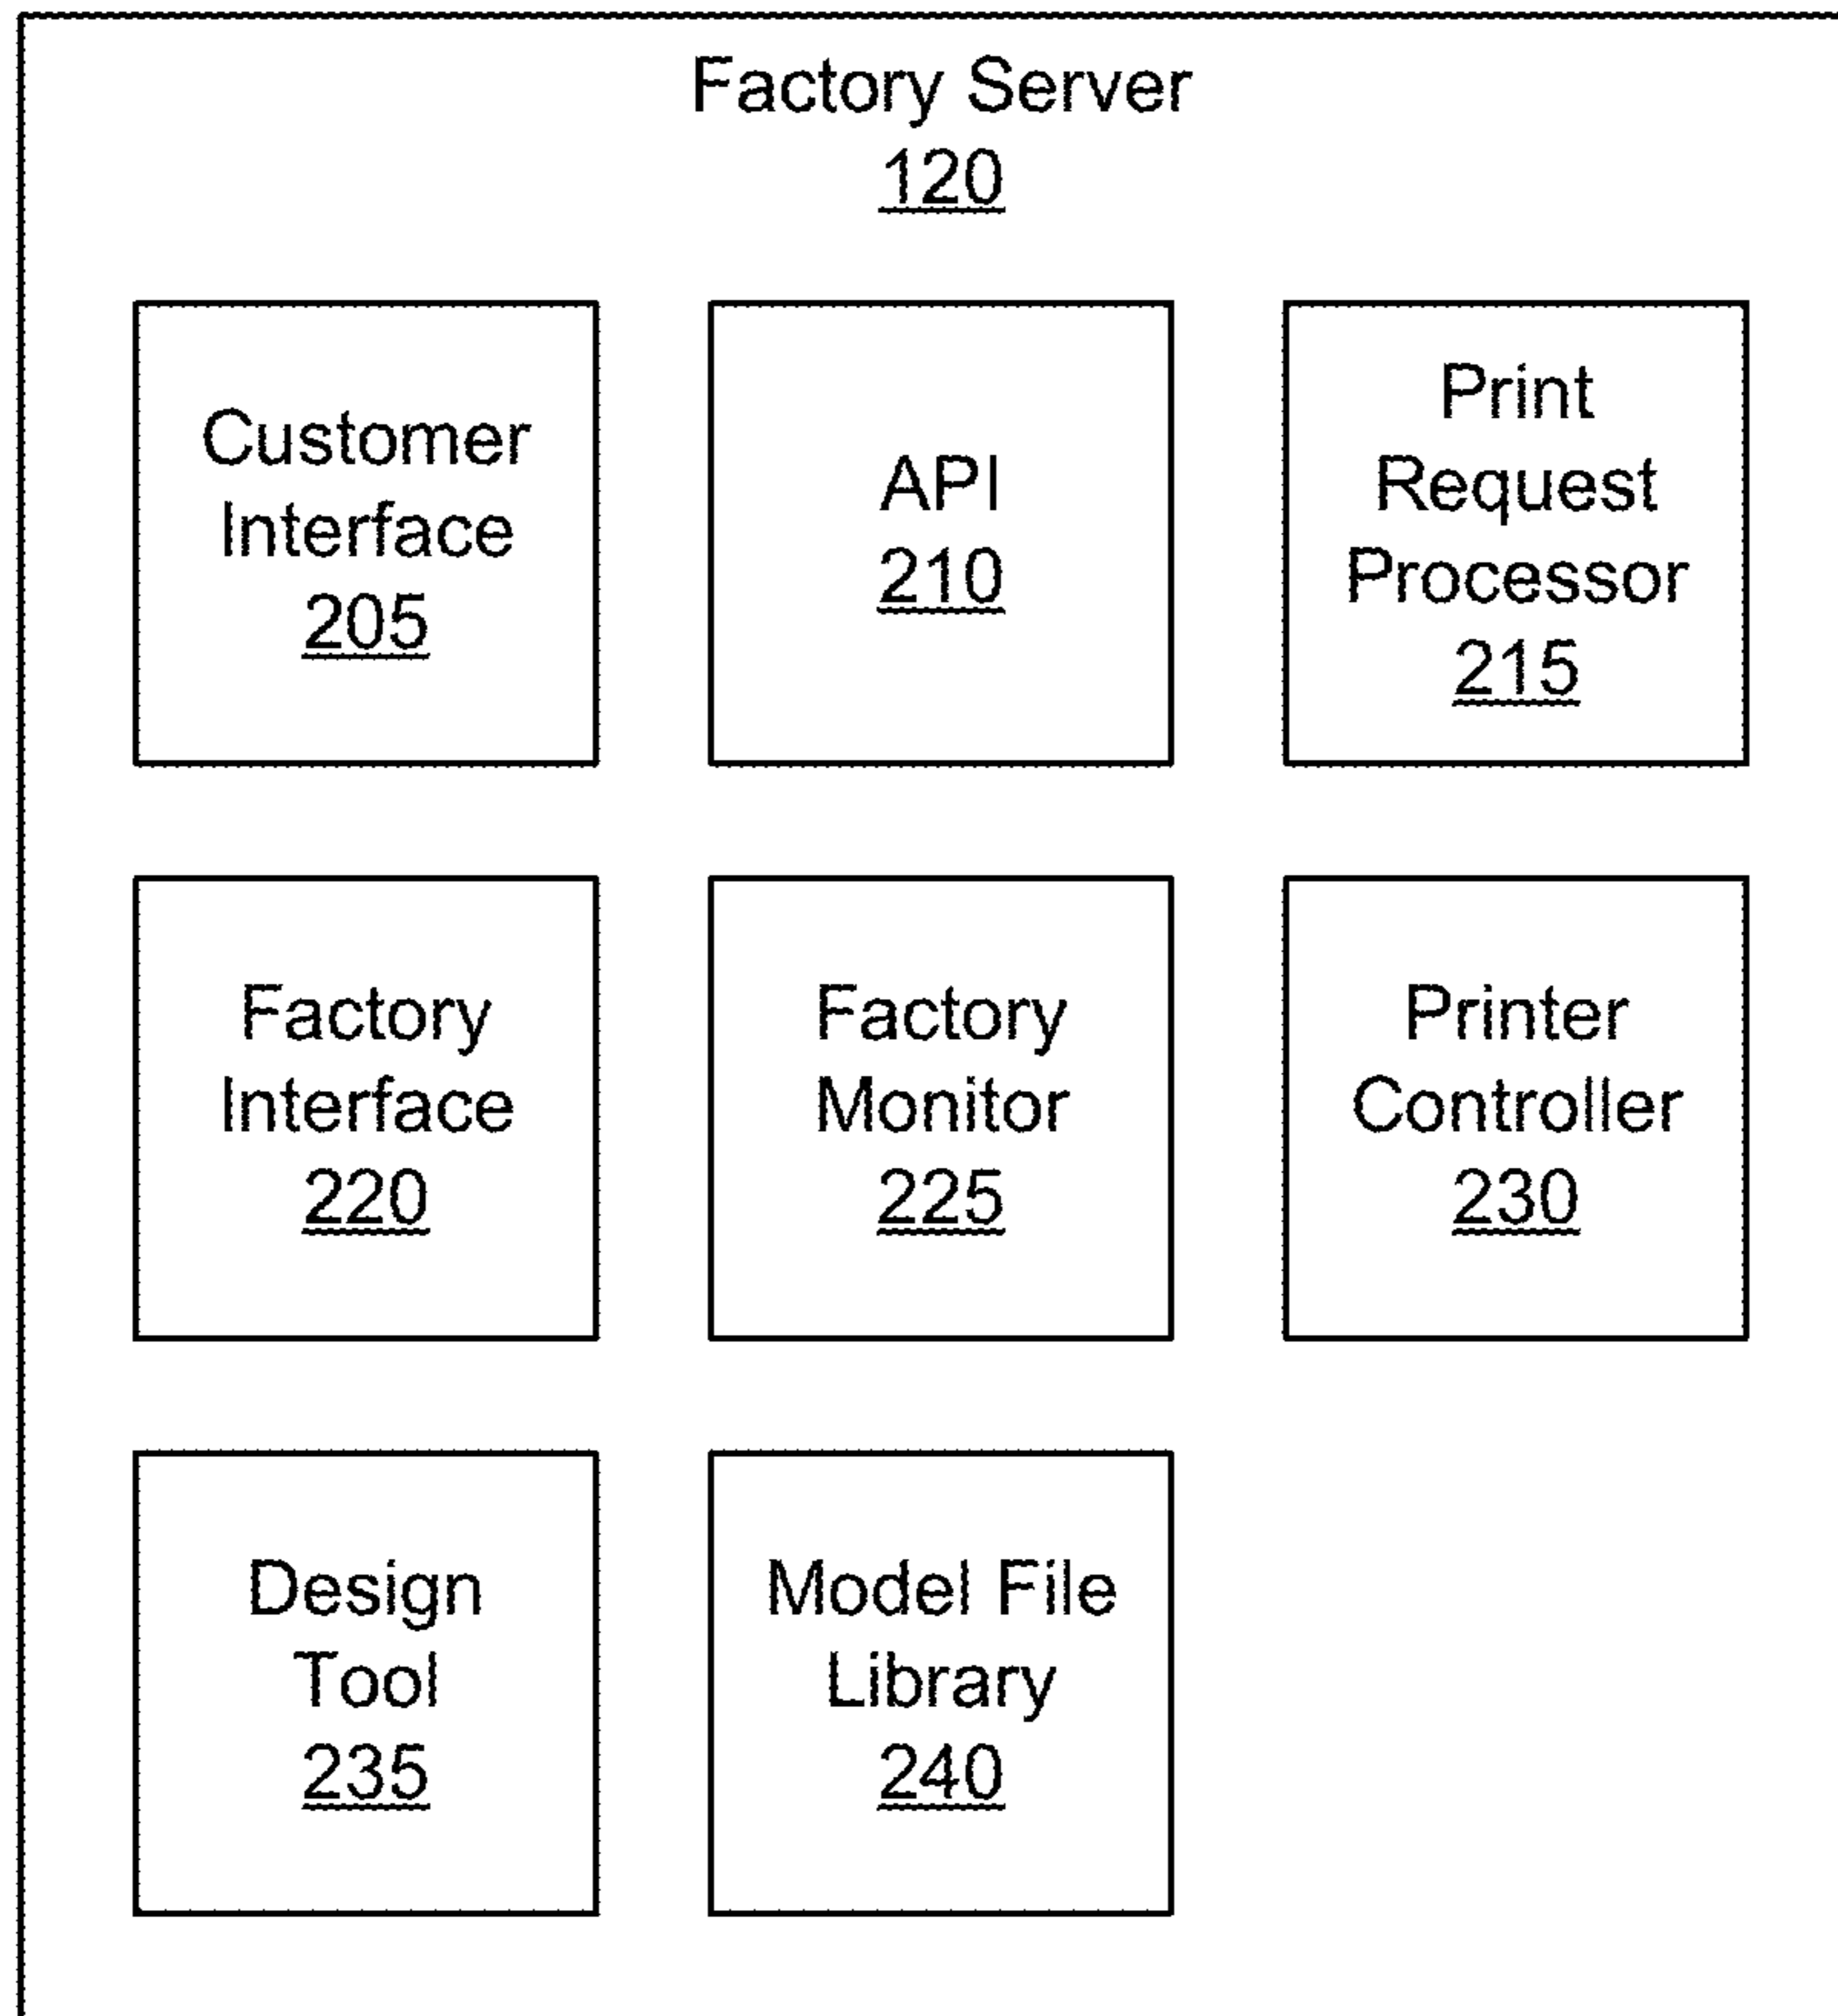 Factory Server
120
Customer
Interface
205
API
210
Print
Request
Processor
215
Factory
Interface
220
Factory
Monitor
225
Printer
Controller
230
Design
Tool
235
Model File
Library
240